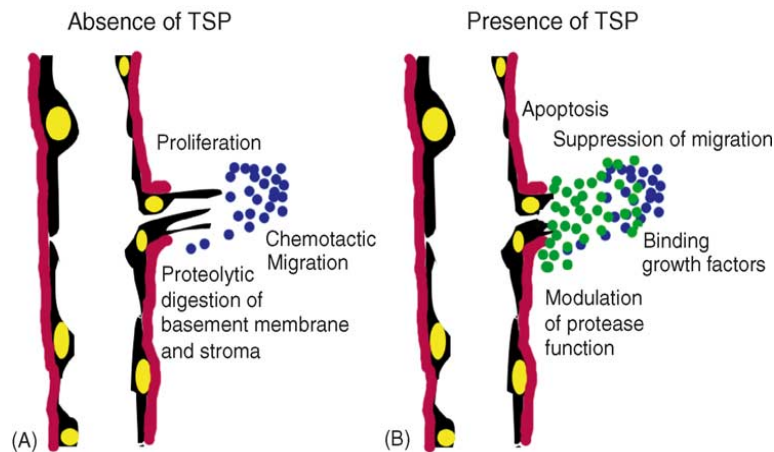 Absence of TSP
Proliferation
Chemotactic
Migration
Proteolytic
digestion of
basement membrane
and stroma
(A)
Presence of TSP
Apoptosis
Suppression of migration
Binding
growth factors
Modulation
of protease
function
(B)